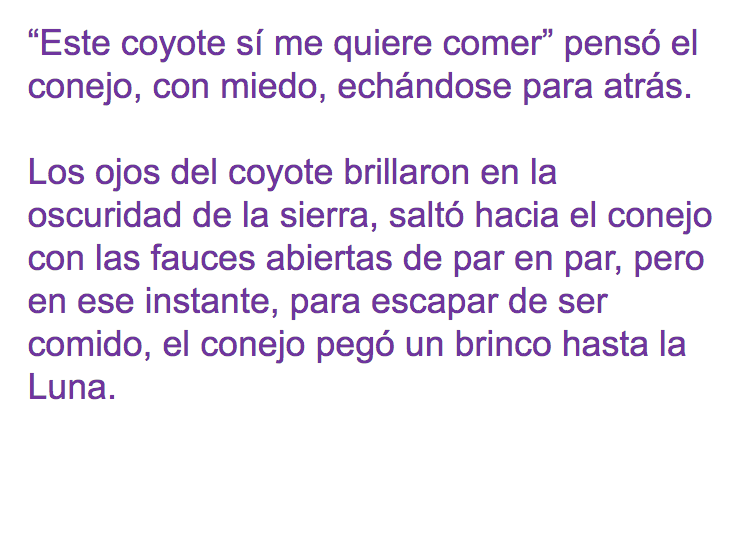 “Este coyote sí me quiere comer” pensó el
conejo, con miedo, echándose para atrás.
Los ojos del coyote brillaron en la
oscuridad de la sierra, saltó hacia el conejo
con las fauces abiertas de par en par, pero
en ese instante, para escapar de ser
comido, el conejo pegó un brinco hasta la
Luna.